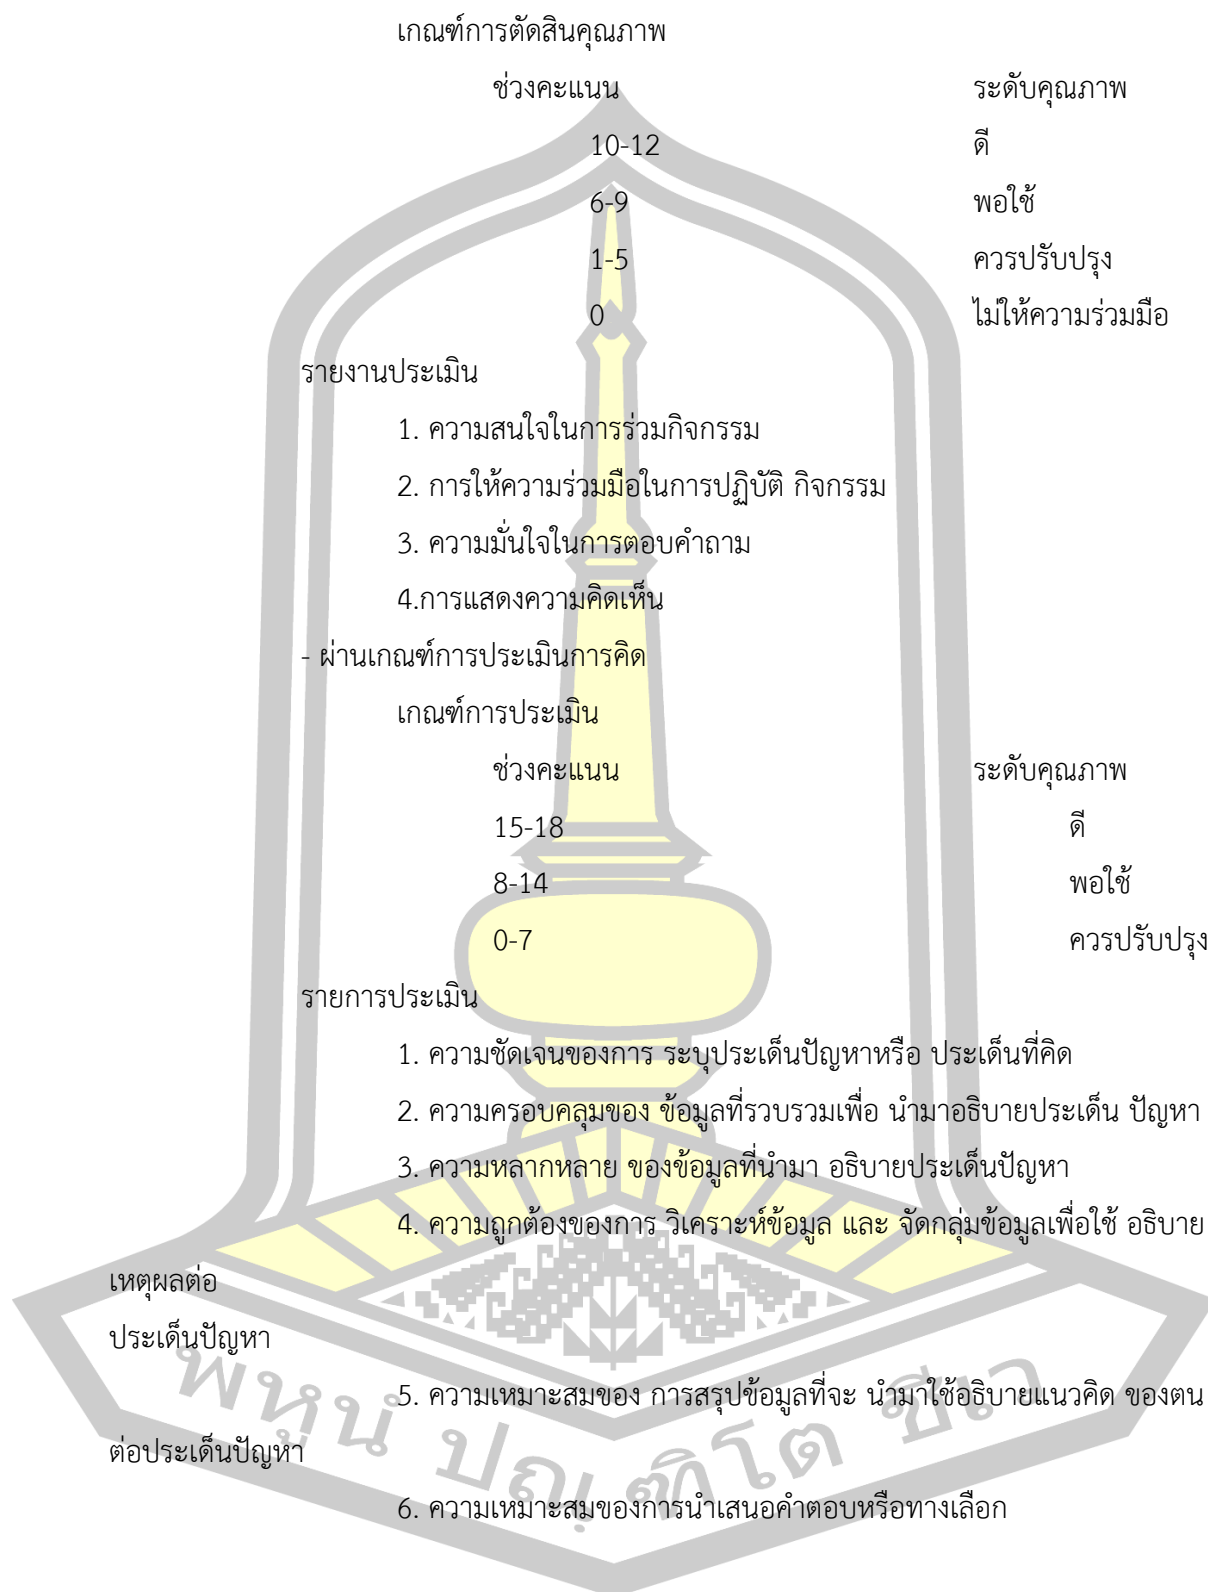 เกณฑ์การตัดสินคุณภาพ
ช่วงคะแนน ระดับคุณภาพ
10-12 ดี
6-9 พอใช้
1-5 ควรปรับปรุง
0 ไม่ให้ความร่วมมือ
รายงานประเมิน
1. ความสนใจในการร่วมกิจกรรม
2. การให้ความร่วมมือในการปฏิบัติ กิจกรรม
3. ความมั่นใจในการตอบคำถาม
4.การแสดงความคิดเห็น
- ผ่านเกณฑ์การประเมินการคิด
เกณฑ์การประเมิน
ช่วงคะแนน ระดับคุณภาพ
15-18 ดี
8-14 พอใช้
0-7 ควรปรับปรุง
รายการประเมิน
1. ความชัดเจนของการ ระบุประเด็นปัญหาหรือ ประเด็นที่คิด
2. ความครอบคลุมของ ข้อมูลที่รวบรวมเพื่อ นำมาอธิบายประเด็น ปัญหา
3. ความหลากหลาย ของข้อมูลที่นำมา อธิบายประเด็นปัญหา
4. ความถูกต้องของการ วิเคราะห์ข้อมูล และ จัดกลุ่มข้อมูลเพื่อใช้ อธิบาย
เหตุผลต่อ
ประเด็นปัญหา
5. ความเหมาะสมของ การสรุปข้อมูลที่จะ นำมาใช้อธิบายแนวคิด ของตน
ต่อประเด็นปัญหา
6. ความเหมาะสมของการนำเสนอคำตอบหรือทางเลือก
พหูนํ ปญฺ ฑิโต ชีเว